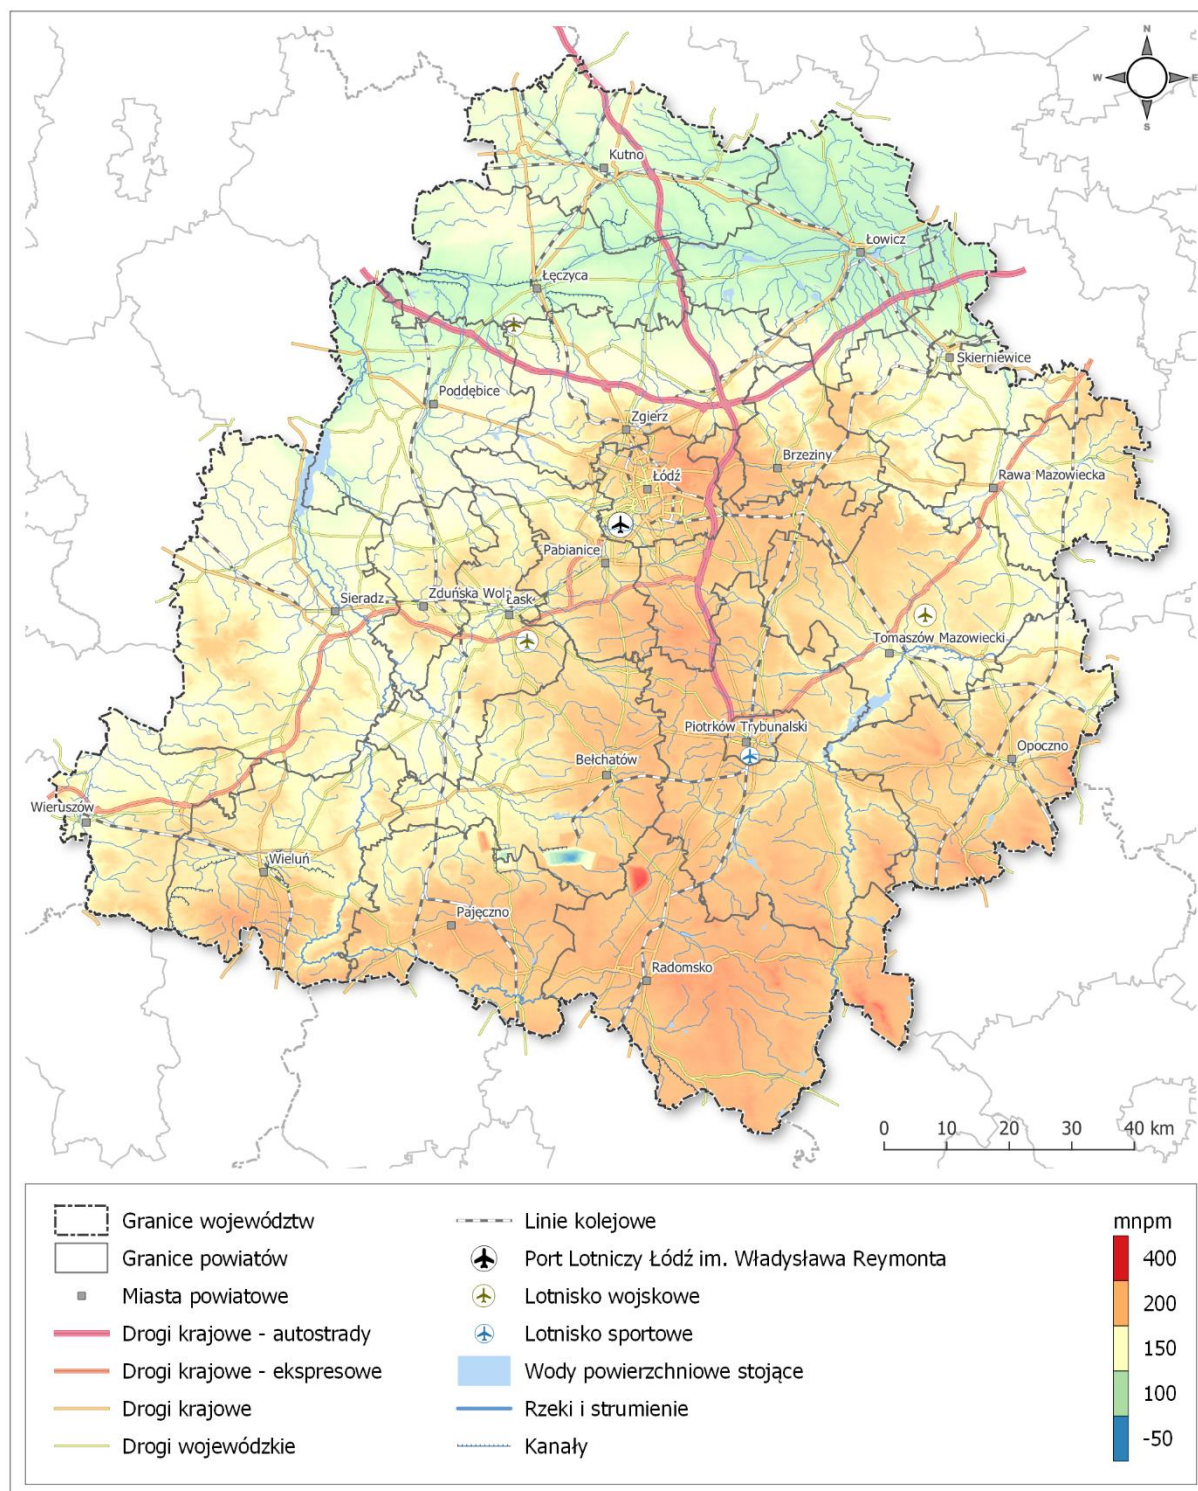 N
W E
S
Kutno
Łowicz
Łęczyca
Skierniewice
Poddębice
Zgierz
Brzeziny
Łódź
Rawa Mazowiecka
Pabianice
Sieradz
Zduńska Wola
Łask
Tomaszów Mazowiecki
Piotrków Trybunalski
Opoczno
Bełchatów
Wieruszów
Wieluń
Pajęczno
Radomsko
0 10 20 30 40 km
Granice województw
Granice powiatów
Miasta powiatowe
Drogi krajowe - autostrady
Drogi krajowe - ekspresowe
Drogi krajowe
Drogi wojewódzkie
Linie kolejowe
Port Lotniczy Łódź im. Władysława Reymonta
Lotnisko wojskowe
Lotnisko sportowe
Wody powierzchniowe stojące
Rzeki i strumienie
Kanały
mnpm
400
200
150
100
-50